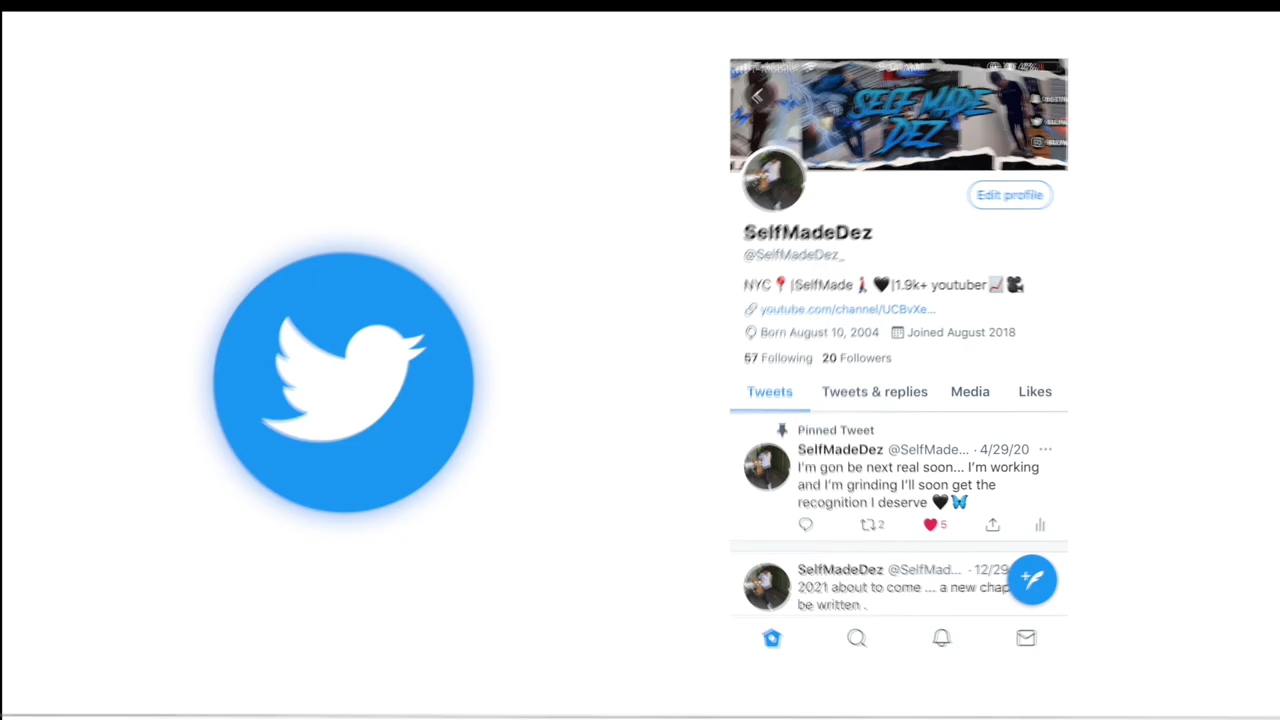 SELF MADE
DEZ
Edit profile
SelfMadeDez
@SelfMadeDez_
NYC📍|SelfMade🚶🏾🖤|1.9k+ youtuber📈🎥
youtube.com/channel/UCBvXe...
Born August 10, 2004 Joined August 2018
57 Following 20 Followers
Tweets Tweets & replies Media Likes
Pinned Tweet
SelfMadeDez @SelfMade... · 4/29/20 ...
I'm gon be next real soon... I'm working
and I'm grinding I'll soon get the
recognition I deserve 🖤🦋
2 5
SelfMadeDez @SelfMad... · 12/29
2021 about to come ... a new chap
be written .